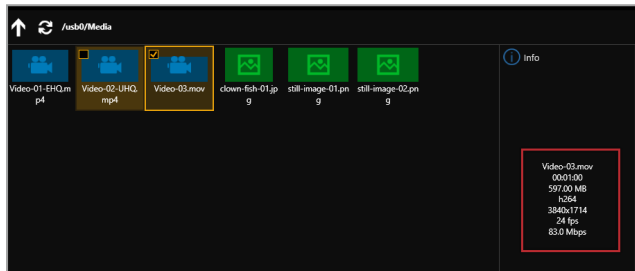 /usb0/Media
Video-01-EHQ.m
p4
Video-02-UHQ.
mp4
Video-03.mov
clown-fish-01.jp
g
still-image-01.pn
g
still-image-02.pn
g
Info
Video-03.mov
00:01:00
597.00 MB
h264
3840x1714
24 fps
83.0 Mbps